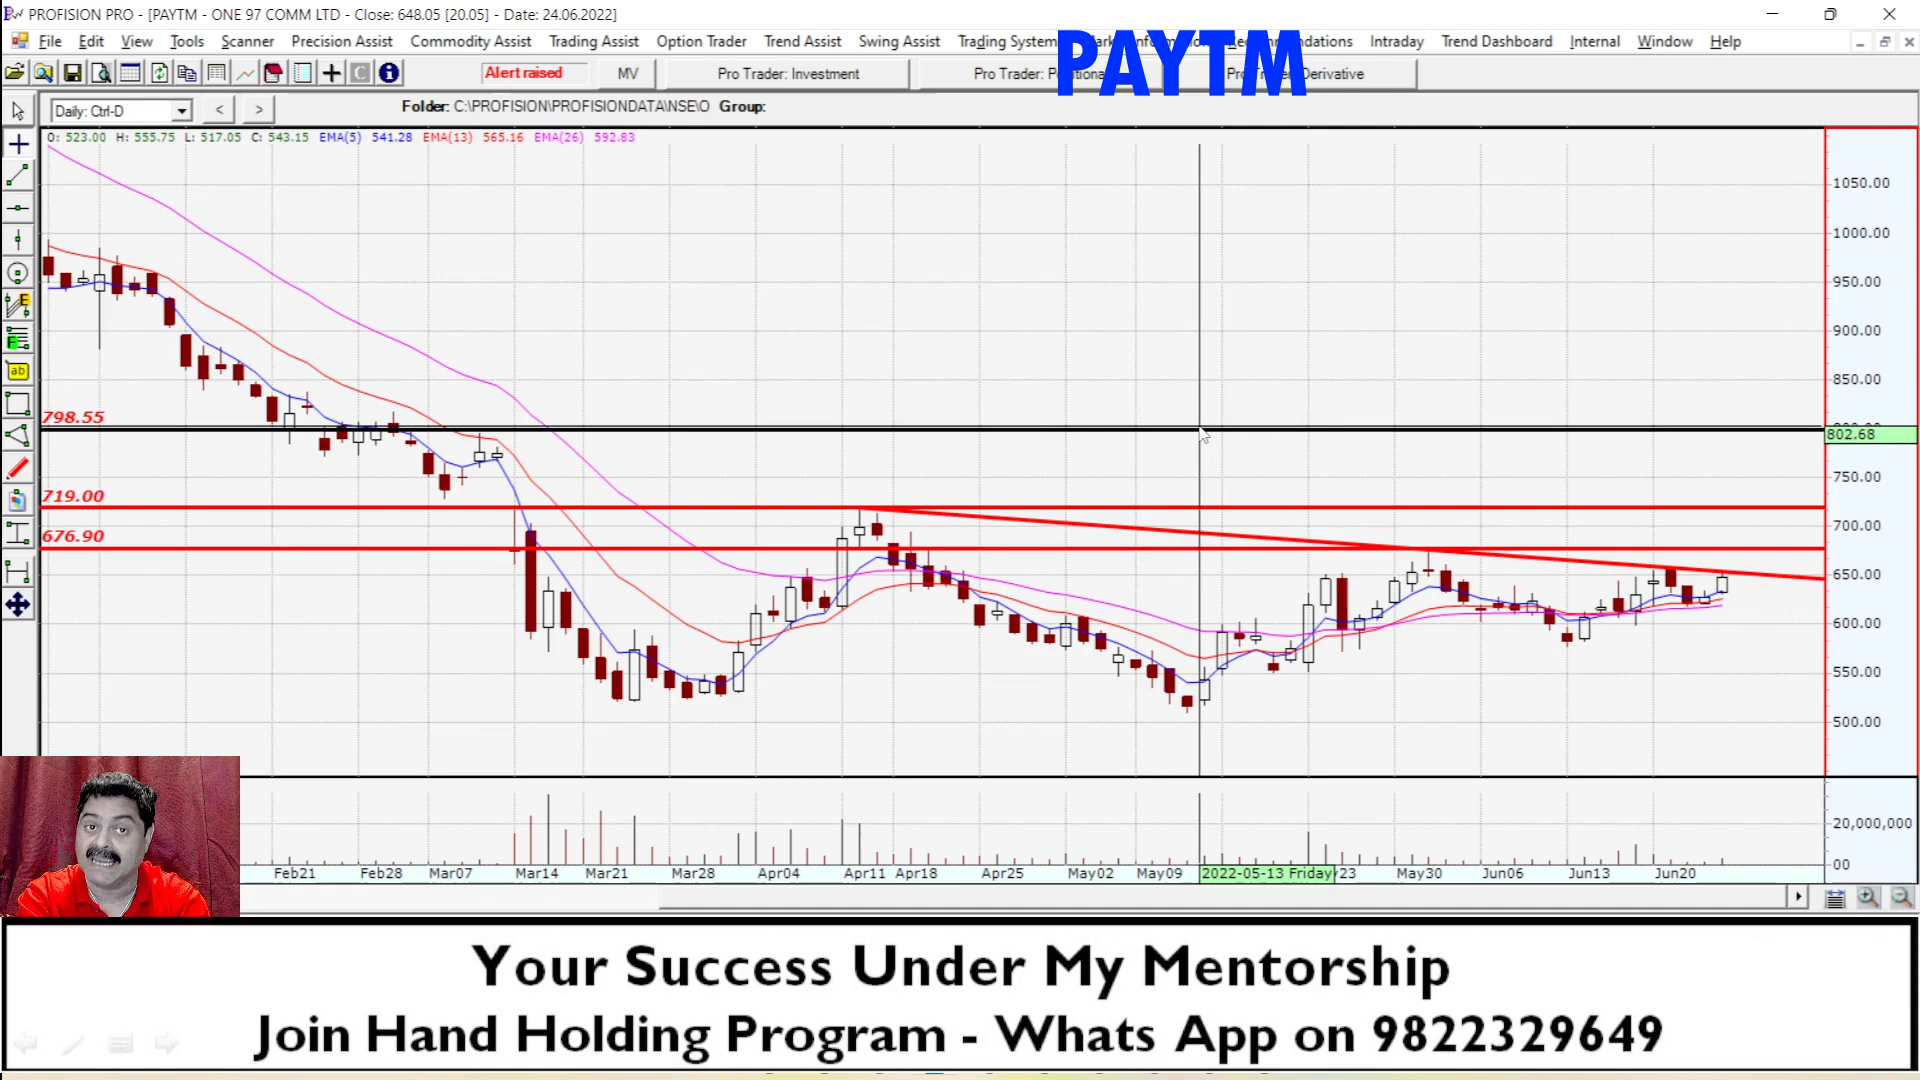 PROFISION PRO - [PAYTM - ONE 97 COMM LTD - Close: 648.05 [20.05] - Date: 24.06.2022]
File Edit View Tools Scanner Precision Assist Commodity Assist Trading Assist Option Trader Trend Assist Swing Assist Trading System Intraday Trend Dashboard Internal Window Help
PAYTM
Alert raised MV Pro Trader: Investment Pro Trader: Derivative
Daily: Ctrl-D < > Folder: C:\PROFISION\PROFISIONDATA\NSE\O Group:
O: 523.00 H: 555.75 L: 517.05 C: 543.15 EMA(5) 541.28 EMA(13) 565.16 EMA(26) 592.83
1050.00
1000.00
950.00
900.00
850.00
798.55
802.68
750.00
719.00
700.00
676.90
650.00
600.00
550.00
500.00
20,000,000
00
Feb21 Feb28 Mar07 Mar14 Mar21 Mar28 Apr04 Apr11 Apr18 Apr25 May02 May09 2022-05-13 Friday 23 May30 Jun06 Jun13 Jun20
Your Success Under My Mentorship
Join Hand Holding Program - Whats App on 9822329649